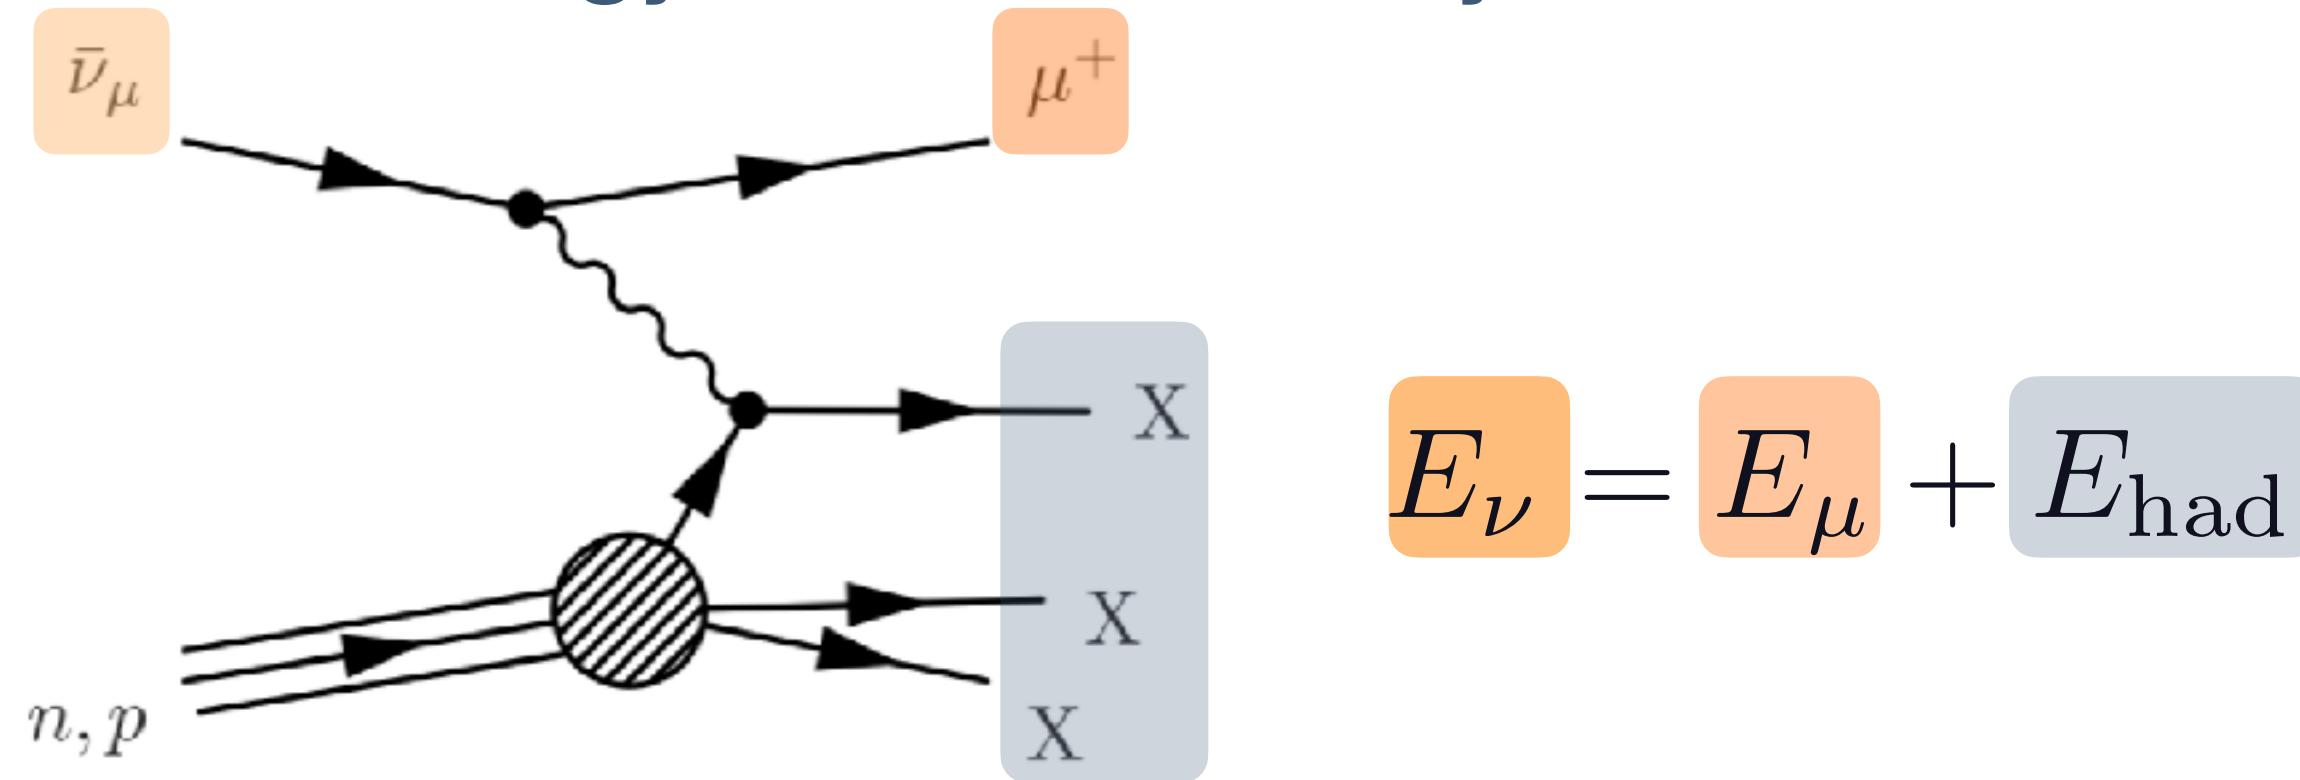 ν̄μ
μ⁺
X
Eν = Eμ + Ehad
X
n, p
X